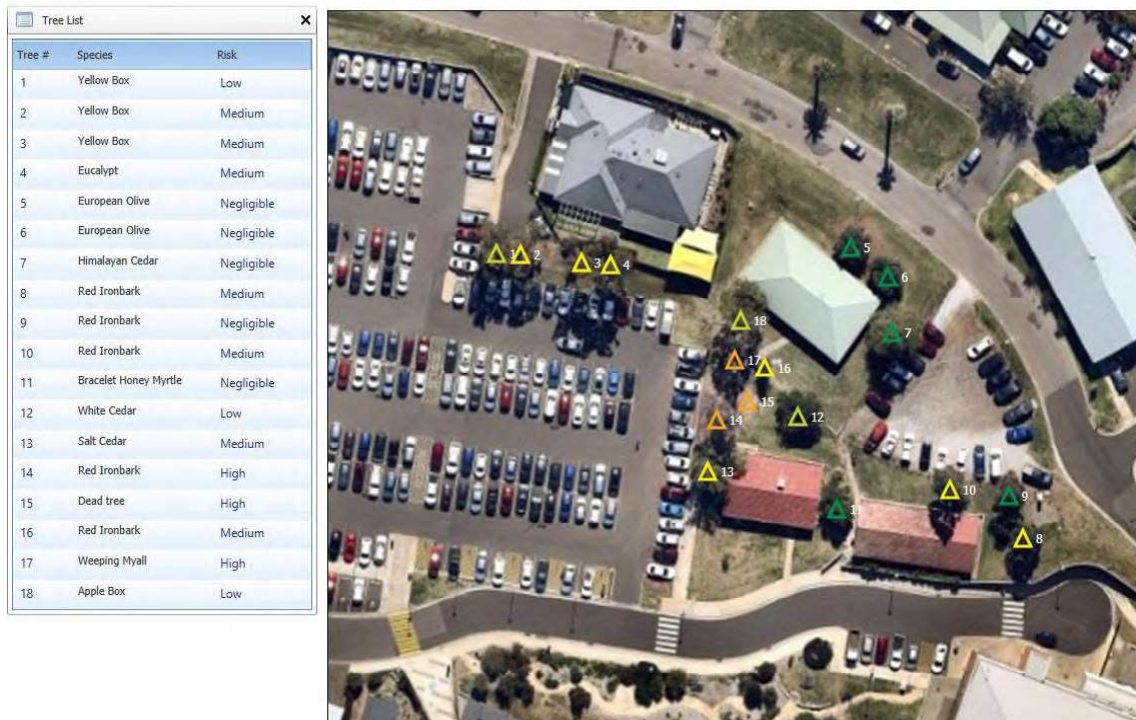 Tree List
Tree # Species Risk
1 Yellow Box Low
2 Yellow Box Medium
3 Yellow Box Medium
4 Eucalypt Medium
5 European Olive Negligible
6 European Olive Negligible
7 Himalayan Cedar Negligible
8 Red Ironbark Medium
9 Red Ironbark Negligible
10 Red Ironbark Medium
11 Bracelet Honey Myrtle Negligible
12 White Cedar Low
13 Salt Cedar Medium
14 Red Ironbark High
15 Dead tree High
16 Red Ironbark Medium
17 Weeping Myall High
18 Apple Box Low
1
2
3
4
5
6
18
7
17
16
15
14
12
13
10
9
11
8